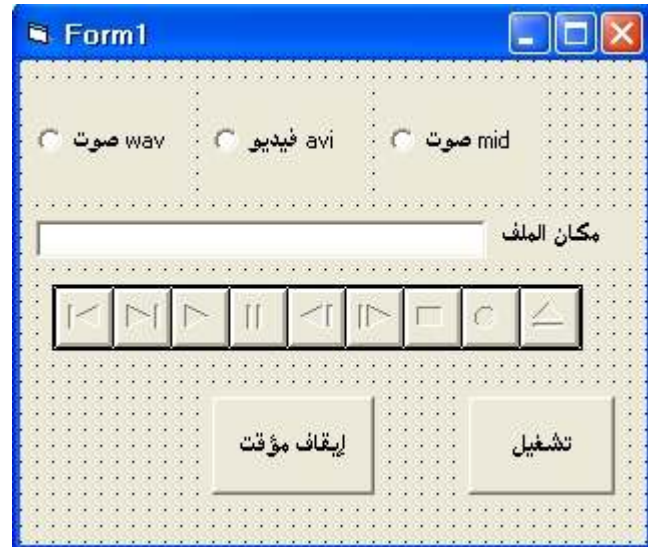 Form1
صوت wav
فيديو avi
صوت mid
مكان الملف
إيقاف مؤقت
تشغيل